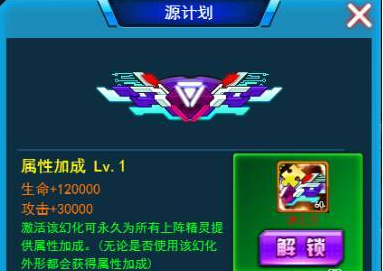 源计划
属性加成 Lv.1
生命+120000
攻击+30000
激活该幻化可永久为所有上阵精灵提
供属性加成。(无论是否使用该幻化
外形都会获得属性加成)
60
解锁